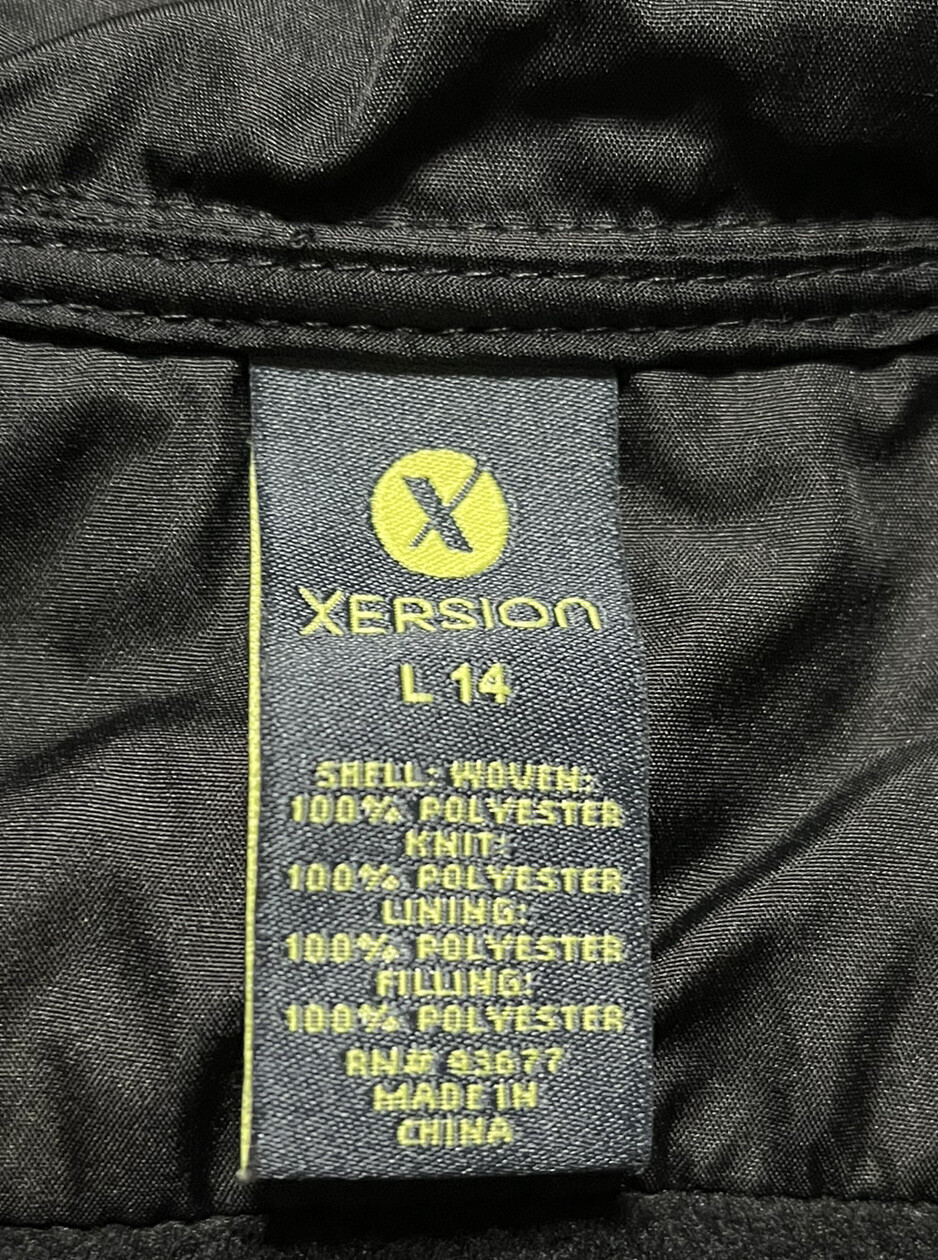 X
XERSION
L 14
SHELL: WOVEN:
100% POLYESTER
KNIT:
100% POLYESTER
LINING:
100% POLYESTER
FILLING:
100% POLYESTER
RN# 93677
MADE IN
CHINA